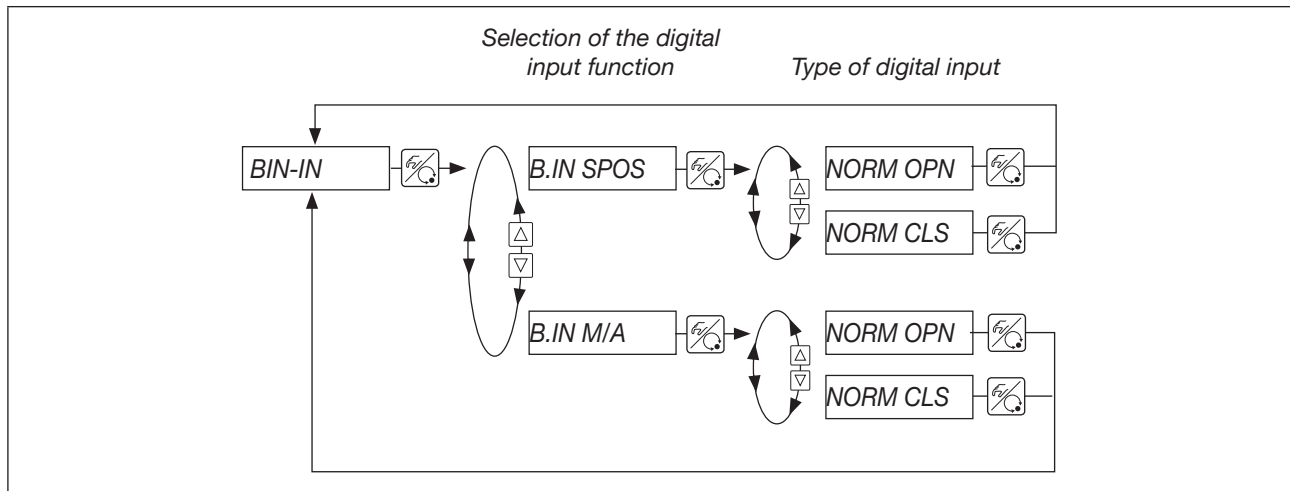 Selection of the digital
input function
Type of digital input
BIN-IN
B.IN SPOS
NORM OPN
NORM CLS
B.IN M/A
NORM OPN
NORM CLS